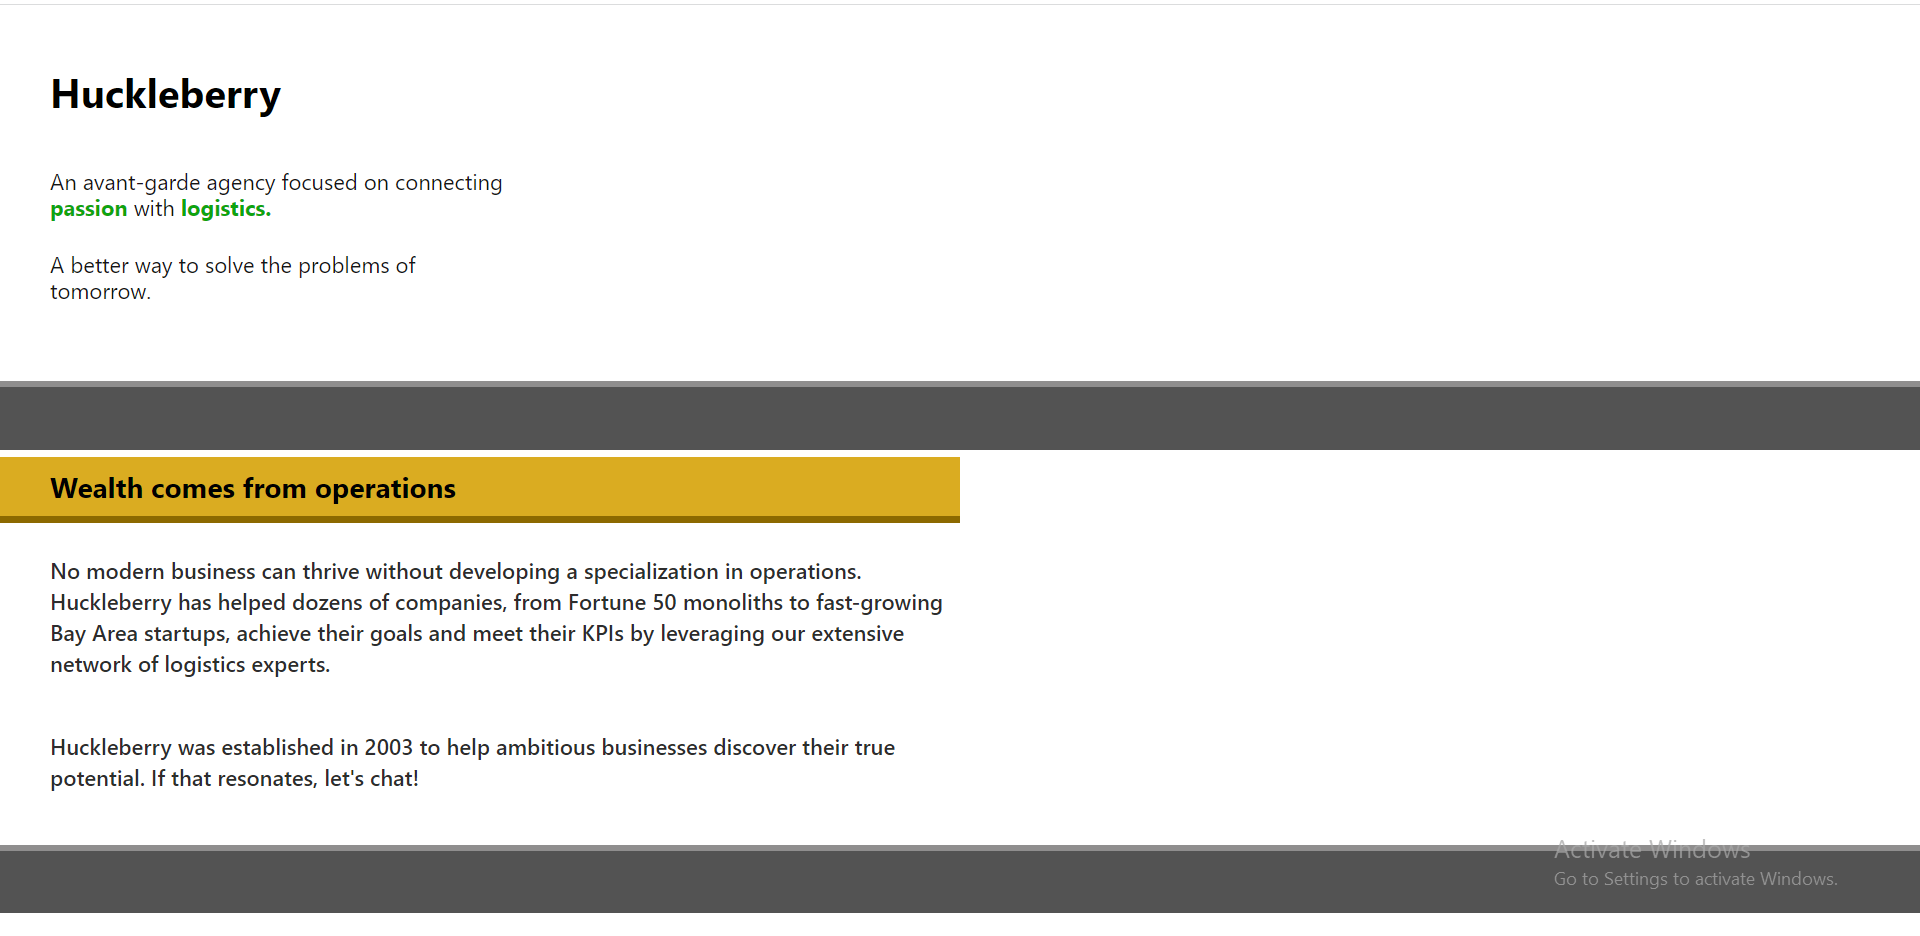 Huckleberry
An avant-garde agency focused on connecting
passion with logistics.
A better way to solve the problems of
tomorrow.
Wealth comes from operations
No modern business can thrive without developing a specialization in operations.
Huckleberry has helped dozens of companies, from Fortune 50 monoliths to fast-growing
Bay Area startups, achieve their goals and meet their KPIs by leveraging our extensive
network of logistics experts.
Huckleberry was established in 2003 to help ambitious businesses discover their true
potential. If that resonates, let's chat!
Activate Windows
Go to Settings to activate Windows.